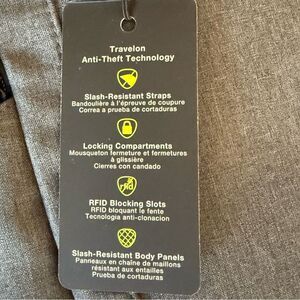 Travelon
Anti-Theft Technology
Slash-Resistant Straps
Bandoulière à l'épreuve de coupure
Correa a prueba de cortaduras
Locking Compartments
Mousqueton fermeture et fermetures
à glissière
Cierres con candado
rfid
RFID Blocking Slots
RFID bloquant le fente
Tecnologia anti-clonacion
Slash-Resistant Body Panels
Panneaux en chaîne de maillons
résistant aux entailles
Prueba de cortaduras